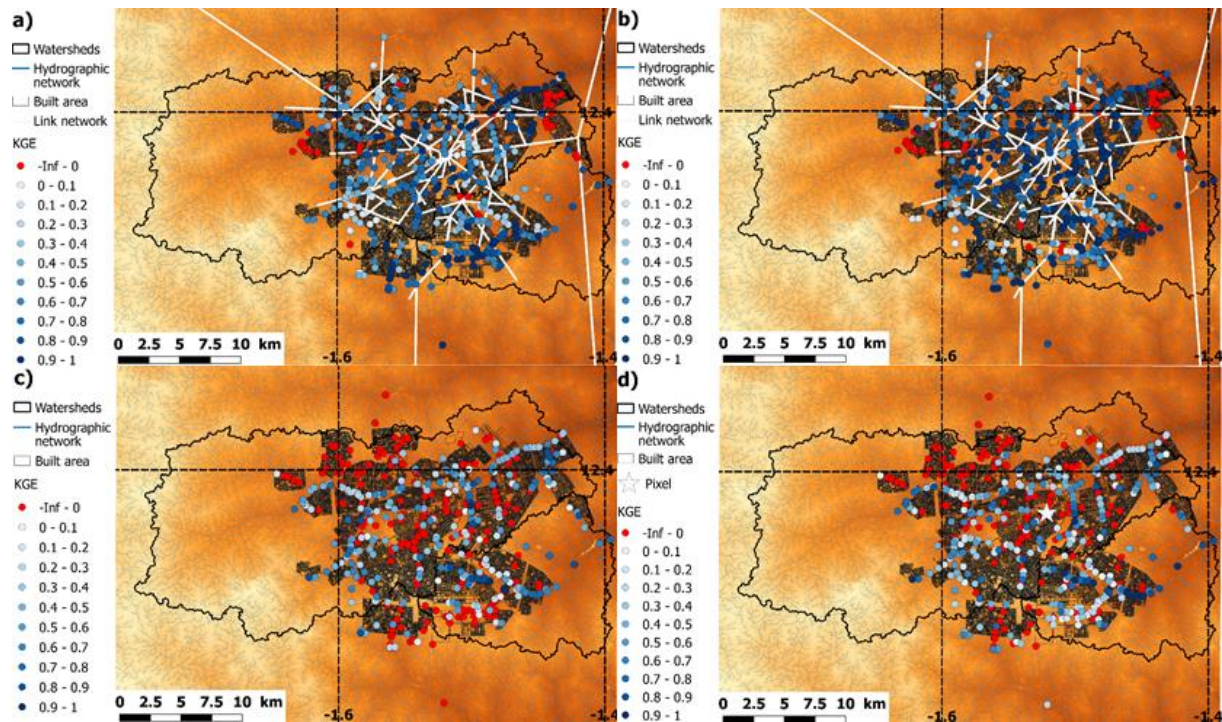 a)
Watersheds
Hydrographic
network
Built area
Link network
KGE
-Inf - 0
0 - 0.1
0.1 - 0.2
0.2 - 0.3
0.3 - 0.4
0.4 - 0.5
0.5 - 0.6
0.6 - 0.7
0.7 - 0.8
0.8 - 0.9
0.9 - 1
0 2.5 5 7.5 10 km
-1.6
-1.4
12.4
b)
Watersheds
Hydrographic
network
Built area
Link network
KGE
-Inf - 0
0 - 0.1
0.1 - 0.2
0.2 - 0.3
0.3 - 0.4
0.4 - 0.5
0.5 - 0.6
0.6 - 0.7
0.7 - 0.8
0.8 - 0.9
0.9 - 1
0 2.5 5 7.5 10 km
-1.6
-1.4
12.4
c)
Watersheds
Hydrographic
network
Built area
KGE
-Inf - 0
0 - 0.1
0.1 - 0.2
0.2 - 0.3
0.3 - 0.4
0.4 - 0.5
0.5 - 0.6
0.6 - 0.7
0.7 - 0.8
0.8 - 0.9
0.9 - 1
0 2.5 5 7.5 10 km
-1.6
-1.4
12.4
d)
Watersheds
Hydrographic
network
Built area
Pixel
KGE
-Inf - 0
0 - 0.1
0.1 - 0.2
0.2 - 0.3
0.3 - 0.4
0.4 - 0.5
0.5 - 0.6
0.6 - 0.7
0.7 - 0.8
0.8 - 0.9
0.9 - 1
0 2.5 5 7.5 10 km
-1.6
-1.4
12.4